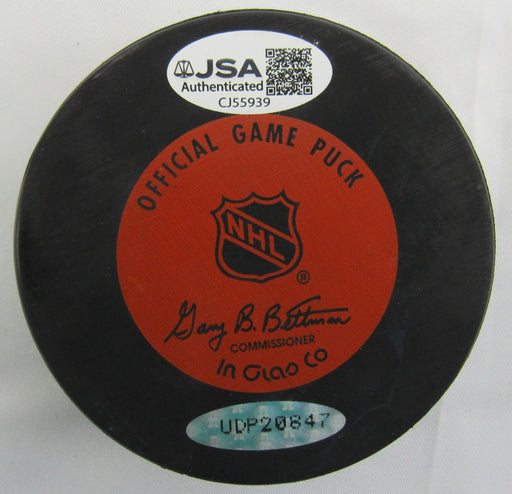 JSA
Authenticated
CJ55939
OFFICIAL GAME PUCK
NHL
®
Gary B. Bettman
COMMISSIONER
In Glas Co
UDP20847